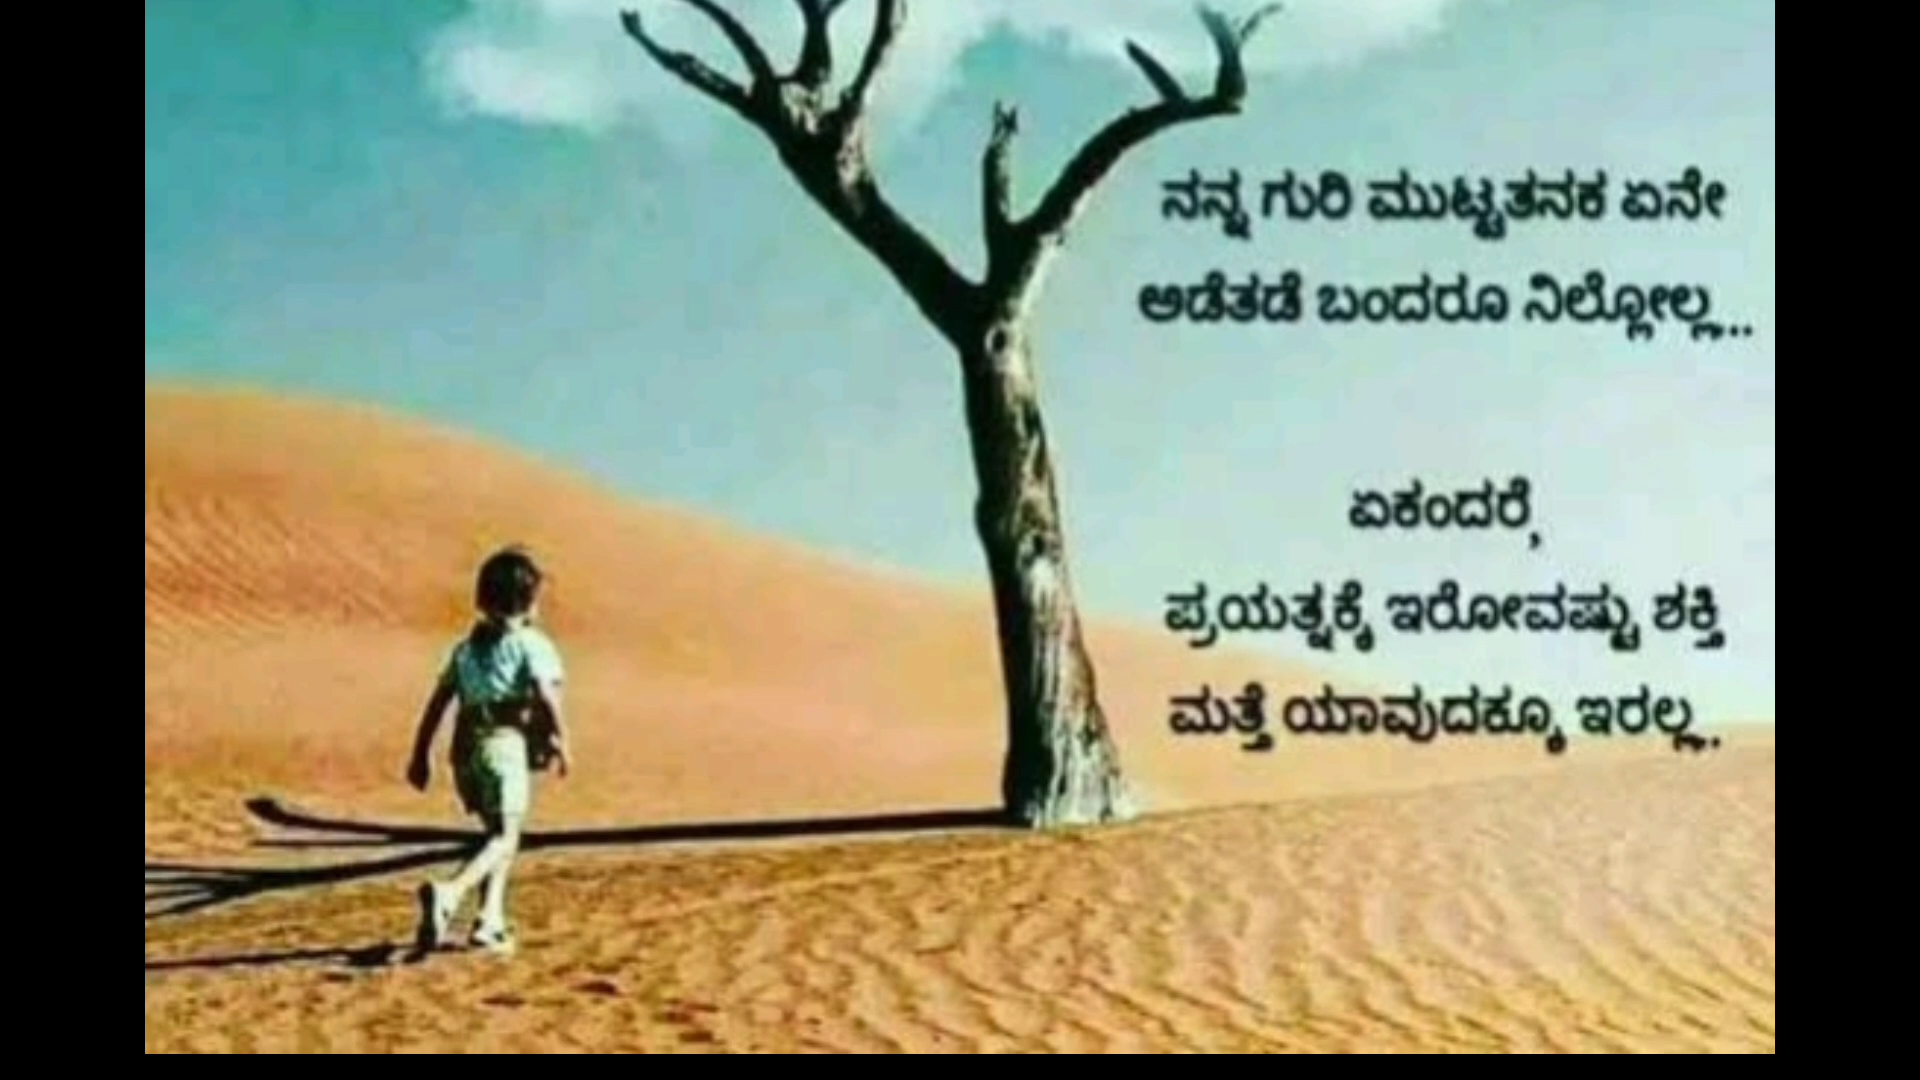 ನನ್ನ ಗುರಿ ಮುಟ್ಟತನಕ ಏನೇ
ಅಡೆತಡೆ ಬಂದರೂ ನಿಲ್ಲೋಲ್ಲ...
ಏಕಂದರೆ,
ಪ್ರಯತ್ನಕ್ಕೆ ಇರೋವಷ್ಟು ಶಕ್ತಿ
ಮತ್ತೆ ಯಾವುದಕ್ಕೂ ಇರಲ್ಲ..